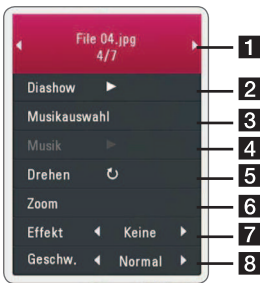 File 04.jpg 1
4/7
Diashow 2
Musikauswahl 3
Musik 4
Drehen 5
Zoom 6
Effekt Keine 7
Geschw. Normal 8